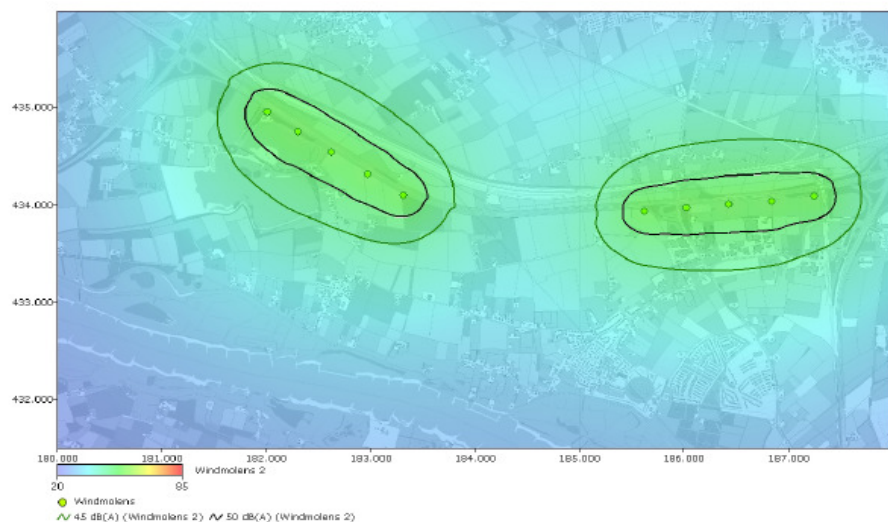 435.000
434.000
433.000
432.000
180.000 181.000 182.000 183.000 184.000 185.000 186.000 187.000
Windmolens 2
20 95
Windmolens
45 dB(A) (Windmolens 2) 50 dB(A) (Windmolens 2)